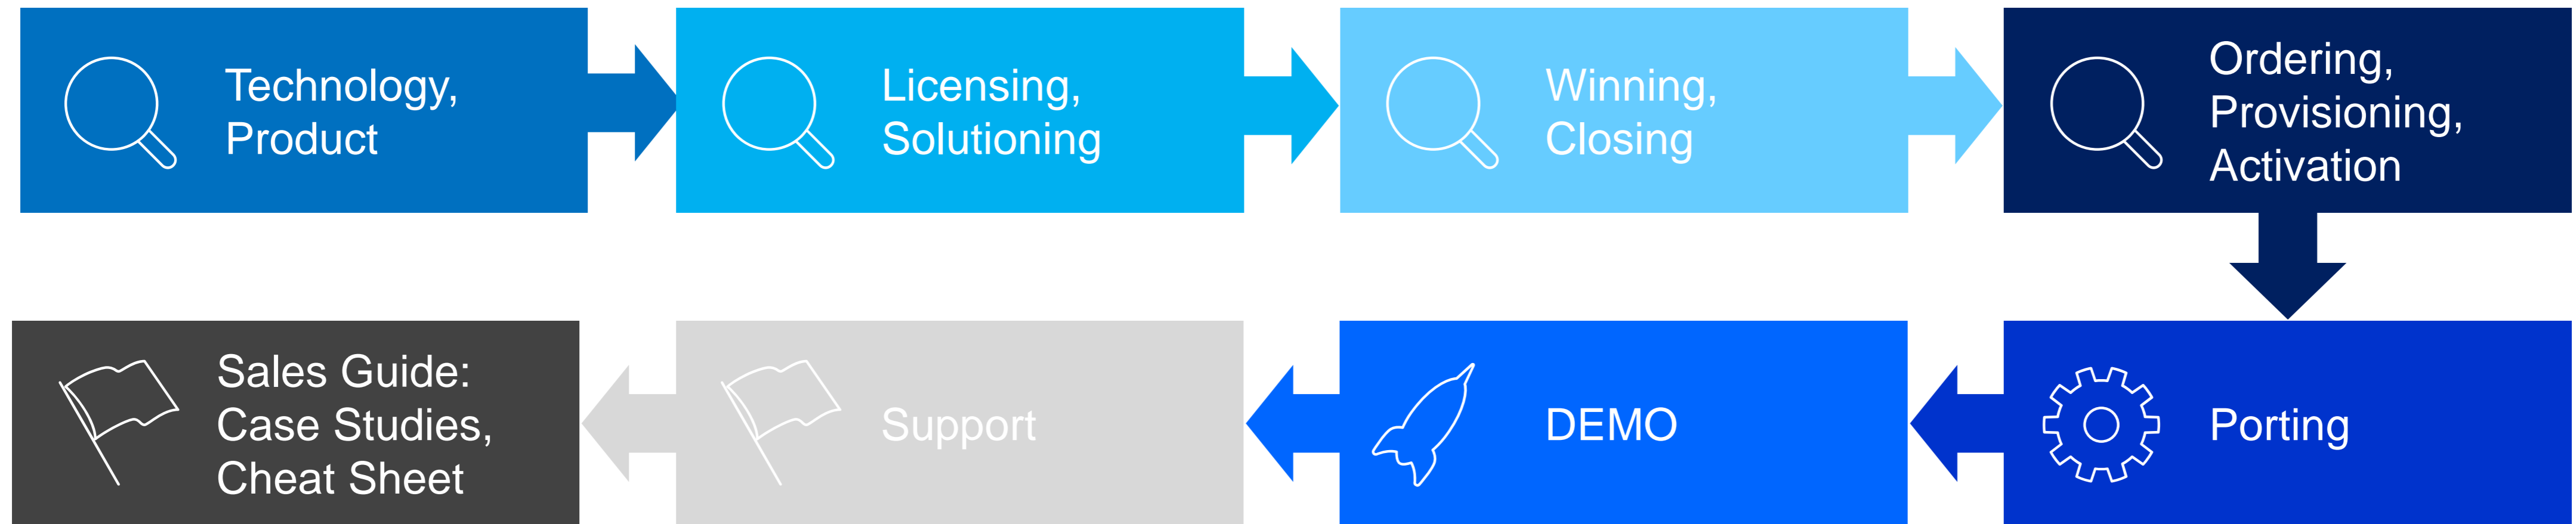 Technology,
Product
Licensing,
Solutioning
Winning,
Closing
Ordering,
Provisioning,
Activation
Sales Guide:
Case Studies,
Cheat Sheet
Support
DEMO
Porting